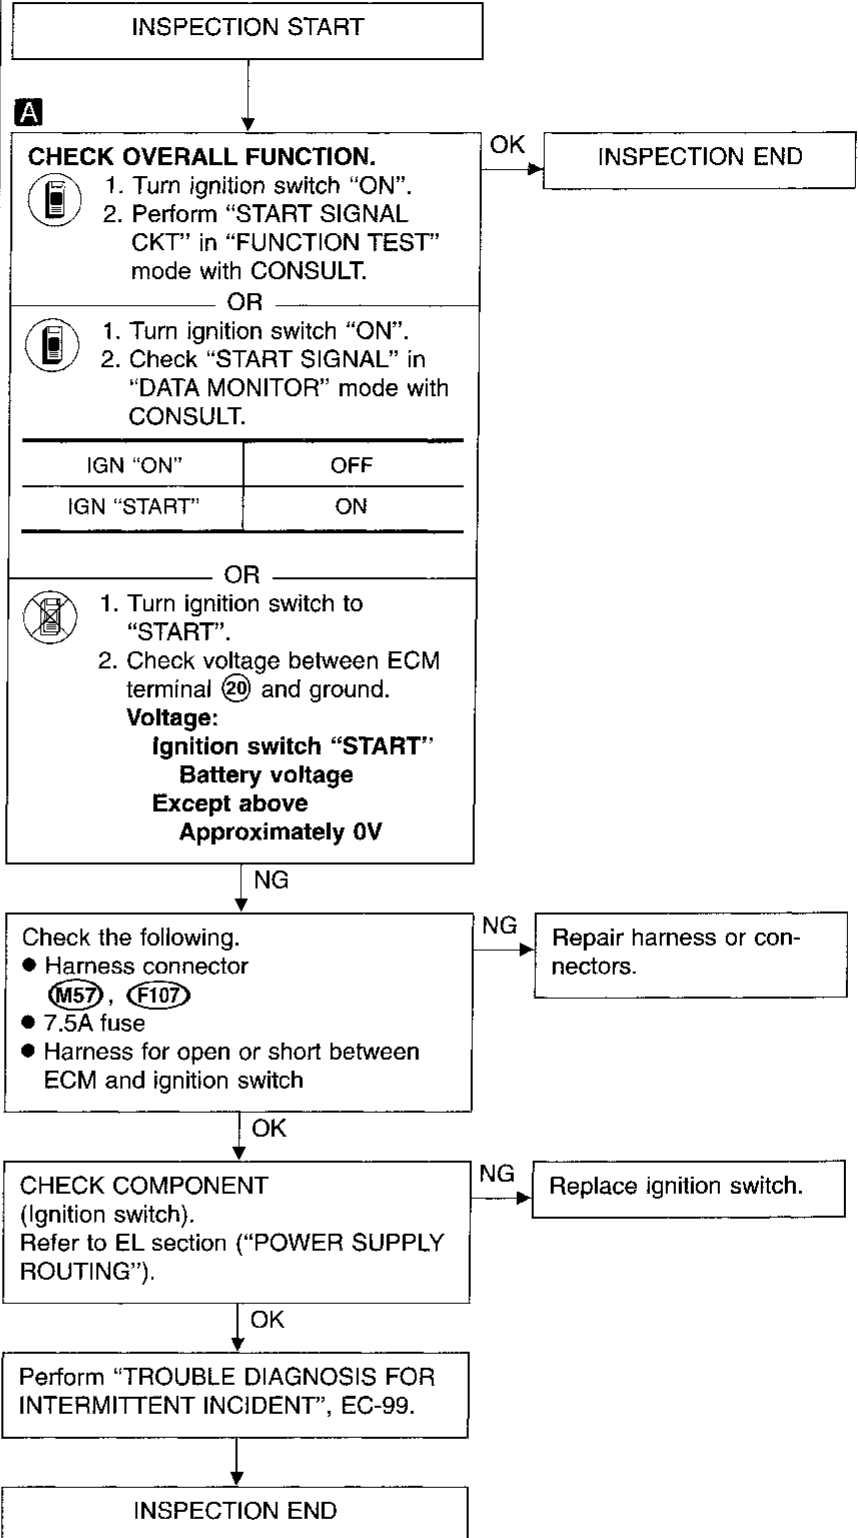 INSPECTION START
A
CHECK OVERALL FUNCTION.
1. Turn ignition switch “ON”.
2. Perform “START SIGNAL
CKT” in “FUNCTION TEST”
mode with CONSULT.
OR
1. Turn ignition switch “ON”.
2. Check “START SIGNAL” in
“DATA MONITOR” mode with
CONSULT.
IGN “ON” OFF
IGN “START” ON
OR
1. Turn ignition switch to
“START”.
2. Check voltage between ECM
terminal 20 and ground.
Voltage:
Ignition switch “START”
Battery voltage
Except above
Approximately 0V
OK
INSPECTION END
NG
Check the following.
● Harness connector
M57, F107
● 7.5A fuse
● Harness for open or short between
ECM and ignition switch
NG
Repair harness or con-
nectors.
OK
CHECK COMPONENT
(Ignition switch).
Refer to EL section (“POWER SUPPLY
ROUTING”).
NG
Replace ignition switch.
OK
Perform “TROUBLE DIAGNOSIS FOR
INTERMITTENT INCIDENT”, EC-99.
INSPECTION END